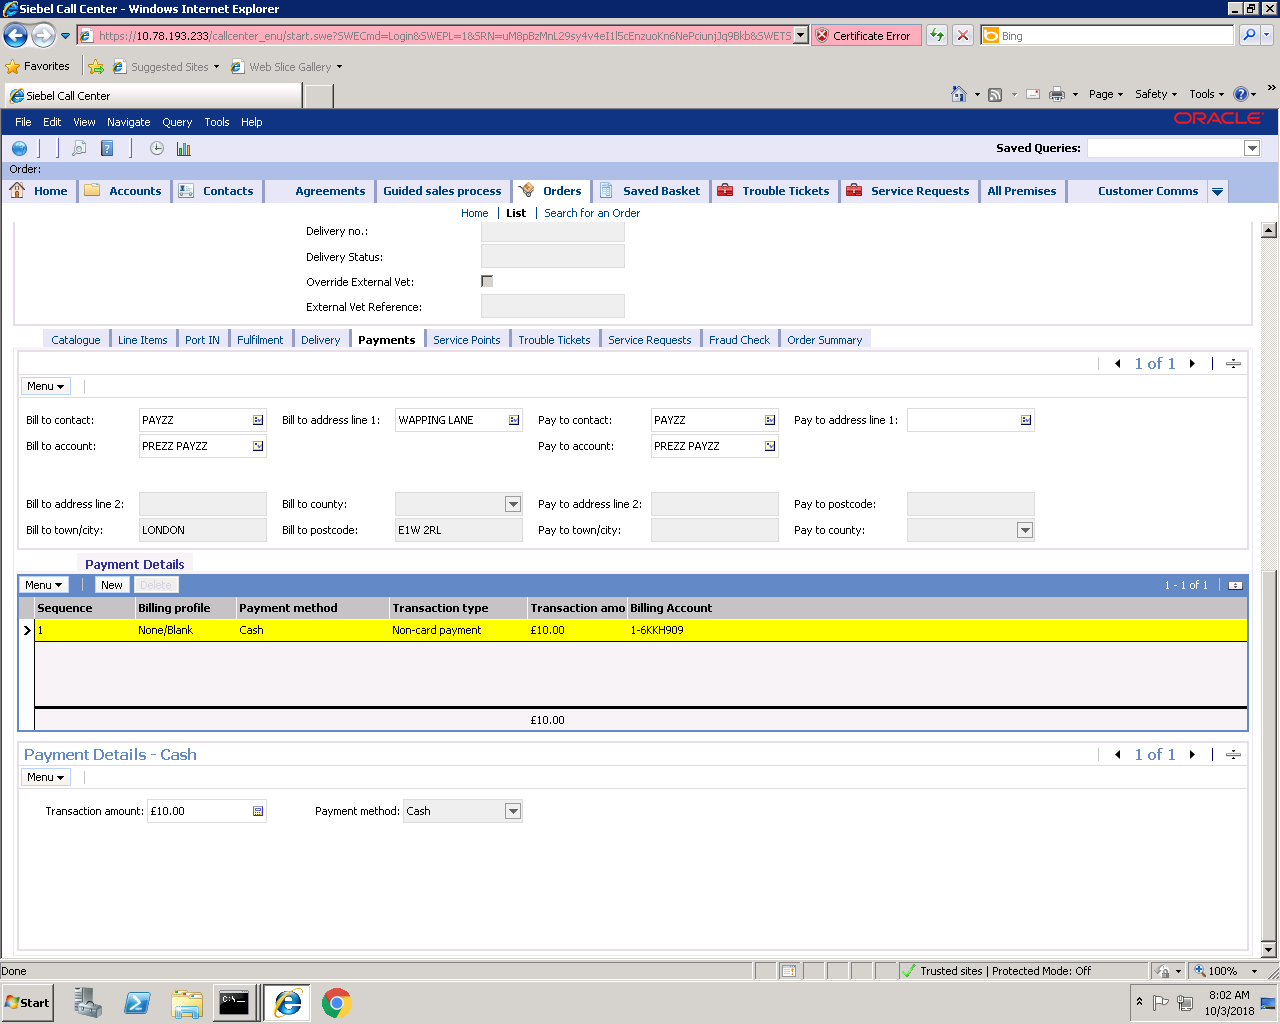 Siebel Call Center - Windows Internet Explorer
https://10.78.193.233/callcenter_enu/start.swe?SWECmd=Login&SWEPL=1&SRN= Certificate Error Bing
Favorites Suggested Sites Web Slice Gallery
Siebel Call Center Page Safety Tools
File Edit View Navigate Query Tools Help ORACLE
Saved Queries:
Order:
Home Accounts Contacts Agreements Guided sales process Orders Saved Basket Trouble Tickets Service Requests All Premises Customer Comms
Home List Search for an Order
Delivery no.:
Delivery Status:
Override External Vet:
External Vet Reference:
Catalogue Line Items Port IN Fulfilment Delivery Payments Service Points Trouble Tickets Service Requests Fraud Check Order Summary
1 of 1
Menu
Bill to contact: PAYZZ Bill to address line 1: WAPPING LANE Pay to contact: PAYZZ Pay to address line 1:
Bill to account: PREZZ PAYZZ Pay to account: PREZZ PAYZZ
Bill to address line 2: Bill to county: Pay to address line 2: Pay to postcode:
Bill to town/city: LONDON Bill to postcode: E1W 2RL Pay to town/city: Pay to county:
Payment Details
Menu New Delete 1 - 1 of 1
Sequence Billing profile Payment method Transaction type Transaction amo Billing Account
1 None/Blank Cash Non-card payment £10.00 1-6KKH909
£10.00
Payment Details - Cash 1 of 1
Menu
Transaction amount: £10.00 Payment method: Cash
Done Trusted sites | Protected Mode: Off 100%
Start 8:02 AM
10/3/2018